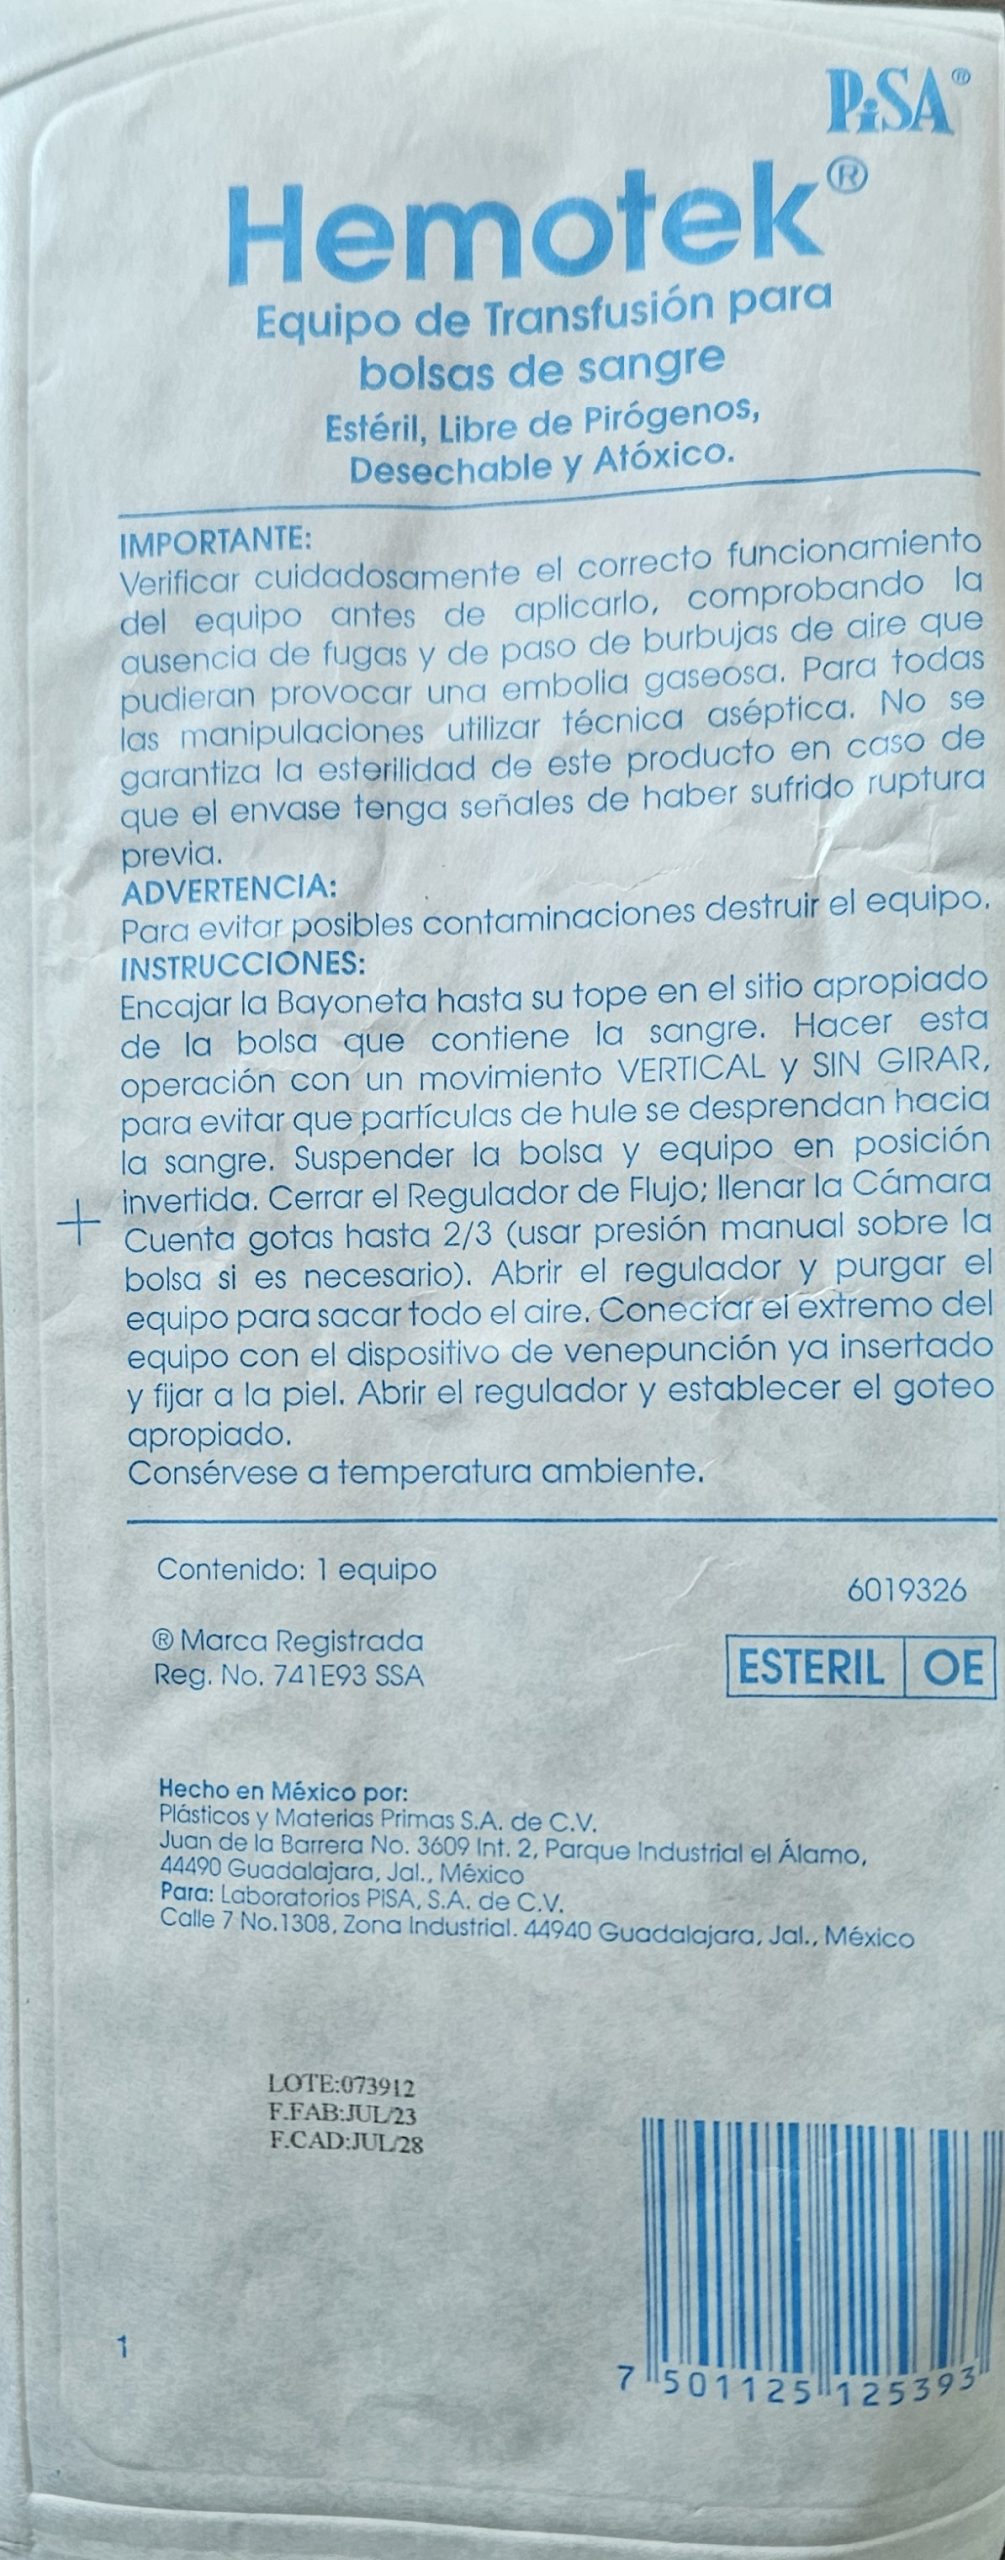 PiSA®
Hemotek®
Equipo de Transfusión para
bolsas de sangre
Estéril, Libre de Pirógenos,
Desechable y Atóxico.
IMPORTANTE:
Verificar cuidadosamente el correcto funcionamiento
del equipo antes de aplicarlo, comprobando la
ausencia de fugas y de paso de burbujas de aire que
pudieran provocar una embolia gaseosa. Para todas
las manipulaciones utilizar técnica aséptica. No se
garantiza la esterilidad de este producto en caso de
que el envase tenga señales de haber sufrido ruptura
previa.
ADVERTENCIA:
Para evitar posibles contaminaciones destruir el equipo.
INSTRUCCIONES:
Encajar la Bayoneta hasta su tope en el sitio apropiado
de la bolsa que contiene la sangre. Hacer esta
operación con un movimiento VERTICAL y SIN GIRAR,
para evitar que partículas de hule se desprendan hacia
la sangre. Suspender la bolsa y equipo en posición
invertida. Cerrar el Regulador de Flujo; llenar la Cámara
Cuenta gotas hasta 2/3 (usar presión manual sobre la
bolsa si es necesario). Abrir el regulador y purgar el
equipo para sacar todo el aire. Conectar el extremo del
equipo con el dispositivo de venepunción ya insertado
y fijar a la piel. Abrir el regulador y establecer el goteo
apropiado.
Consérvese a temperatura ambiente.
Contenido: 1 equipo
6019326
® Marca Registrada
Reg. No. 741E93 SSA
ESTERIL OE
Hecho en México por:
Plásticos y Materias Primas S.A. de C.V.
Juan de la Barrera No. 3609 Int. 2, Parque Industrial el Álamo,
44490 Guadalajara, Jal., México
Para: Laboratorios PiSA, S.A. de C.V.
Calle 7 No.1308, Zona Industrial. 44940 Guadalajara, Jal., México
LOTE:073912
F.FAB:JUL/23
F.CAD:JUL/28
1
7 501125 125393